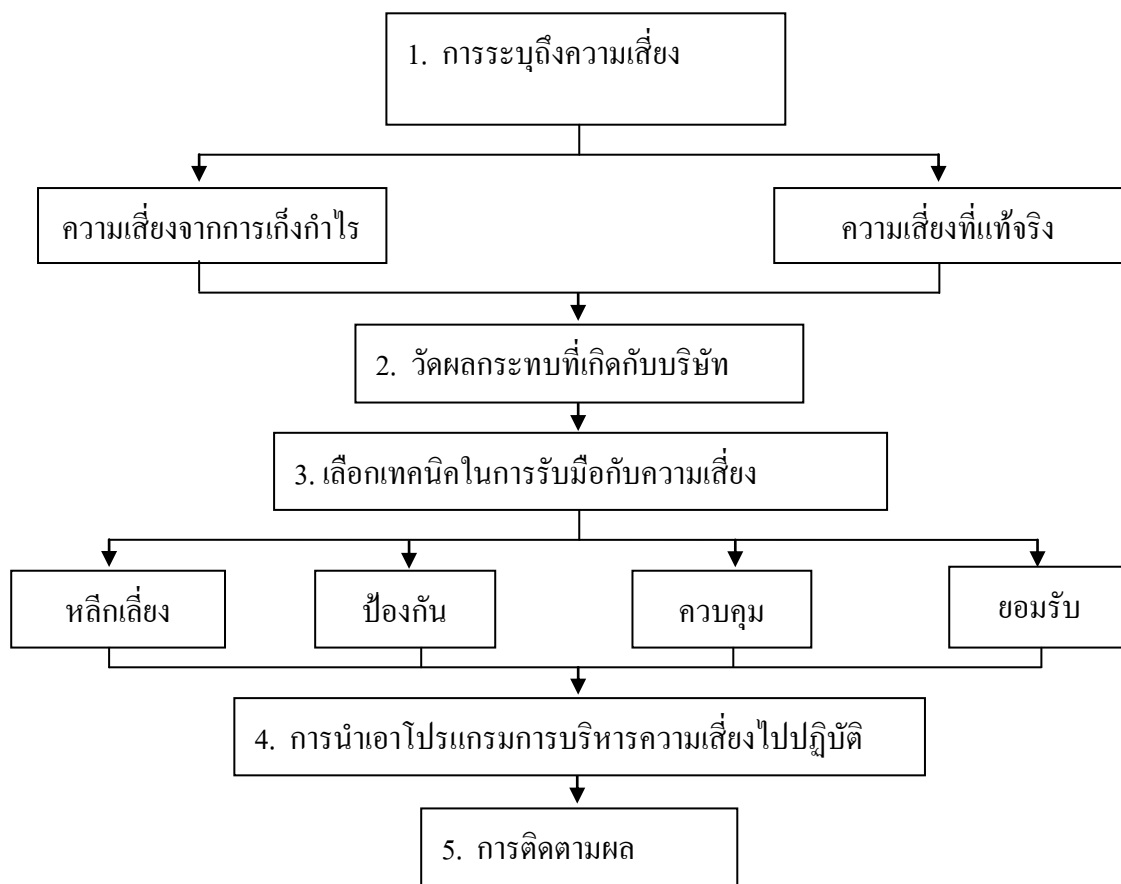 1. การระบุถึงความเสี่ยง
ความเสี่ยงจากการเก็งกำไร
ความเสี่ยงที่แท้จริง
2. วัดผลกระทบที่เกิดกับบริษัท
3. เลือกเทคนิคในการรับมือกับความเสี่ยง
หลีกเลี่ยง
ป้องกัน
ควบคุม
ยอมรับ
4. การนำเอาโปรแกรมการบริหารความเสี่ยงไปปฏิบัติ
5. การติดตามผล